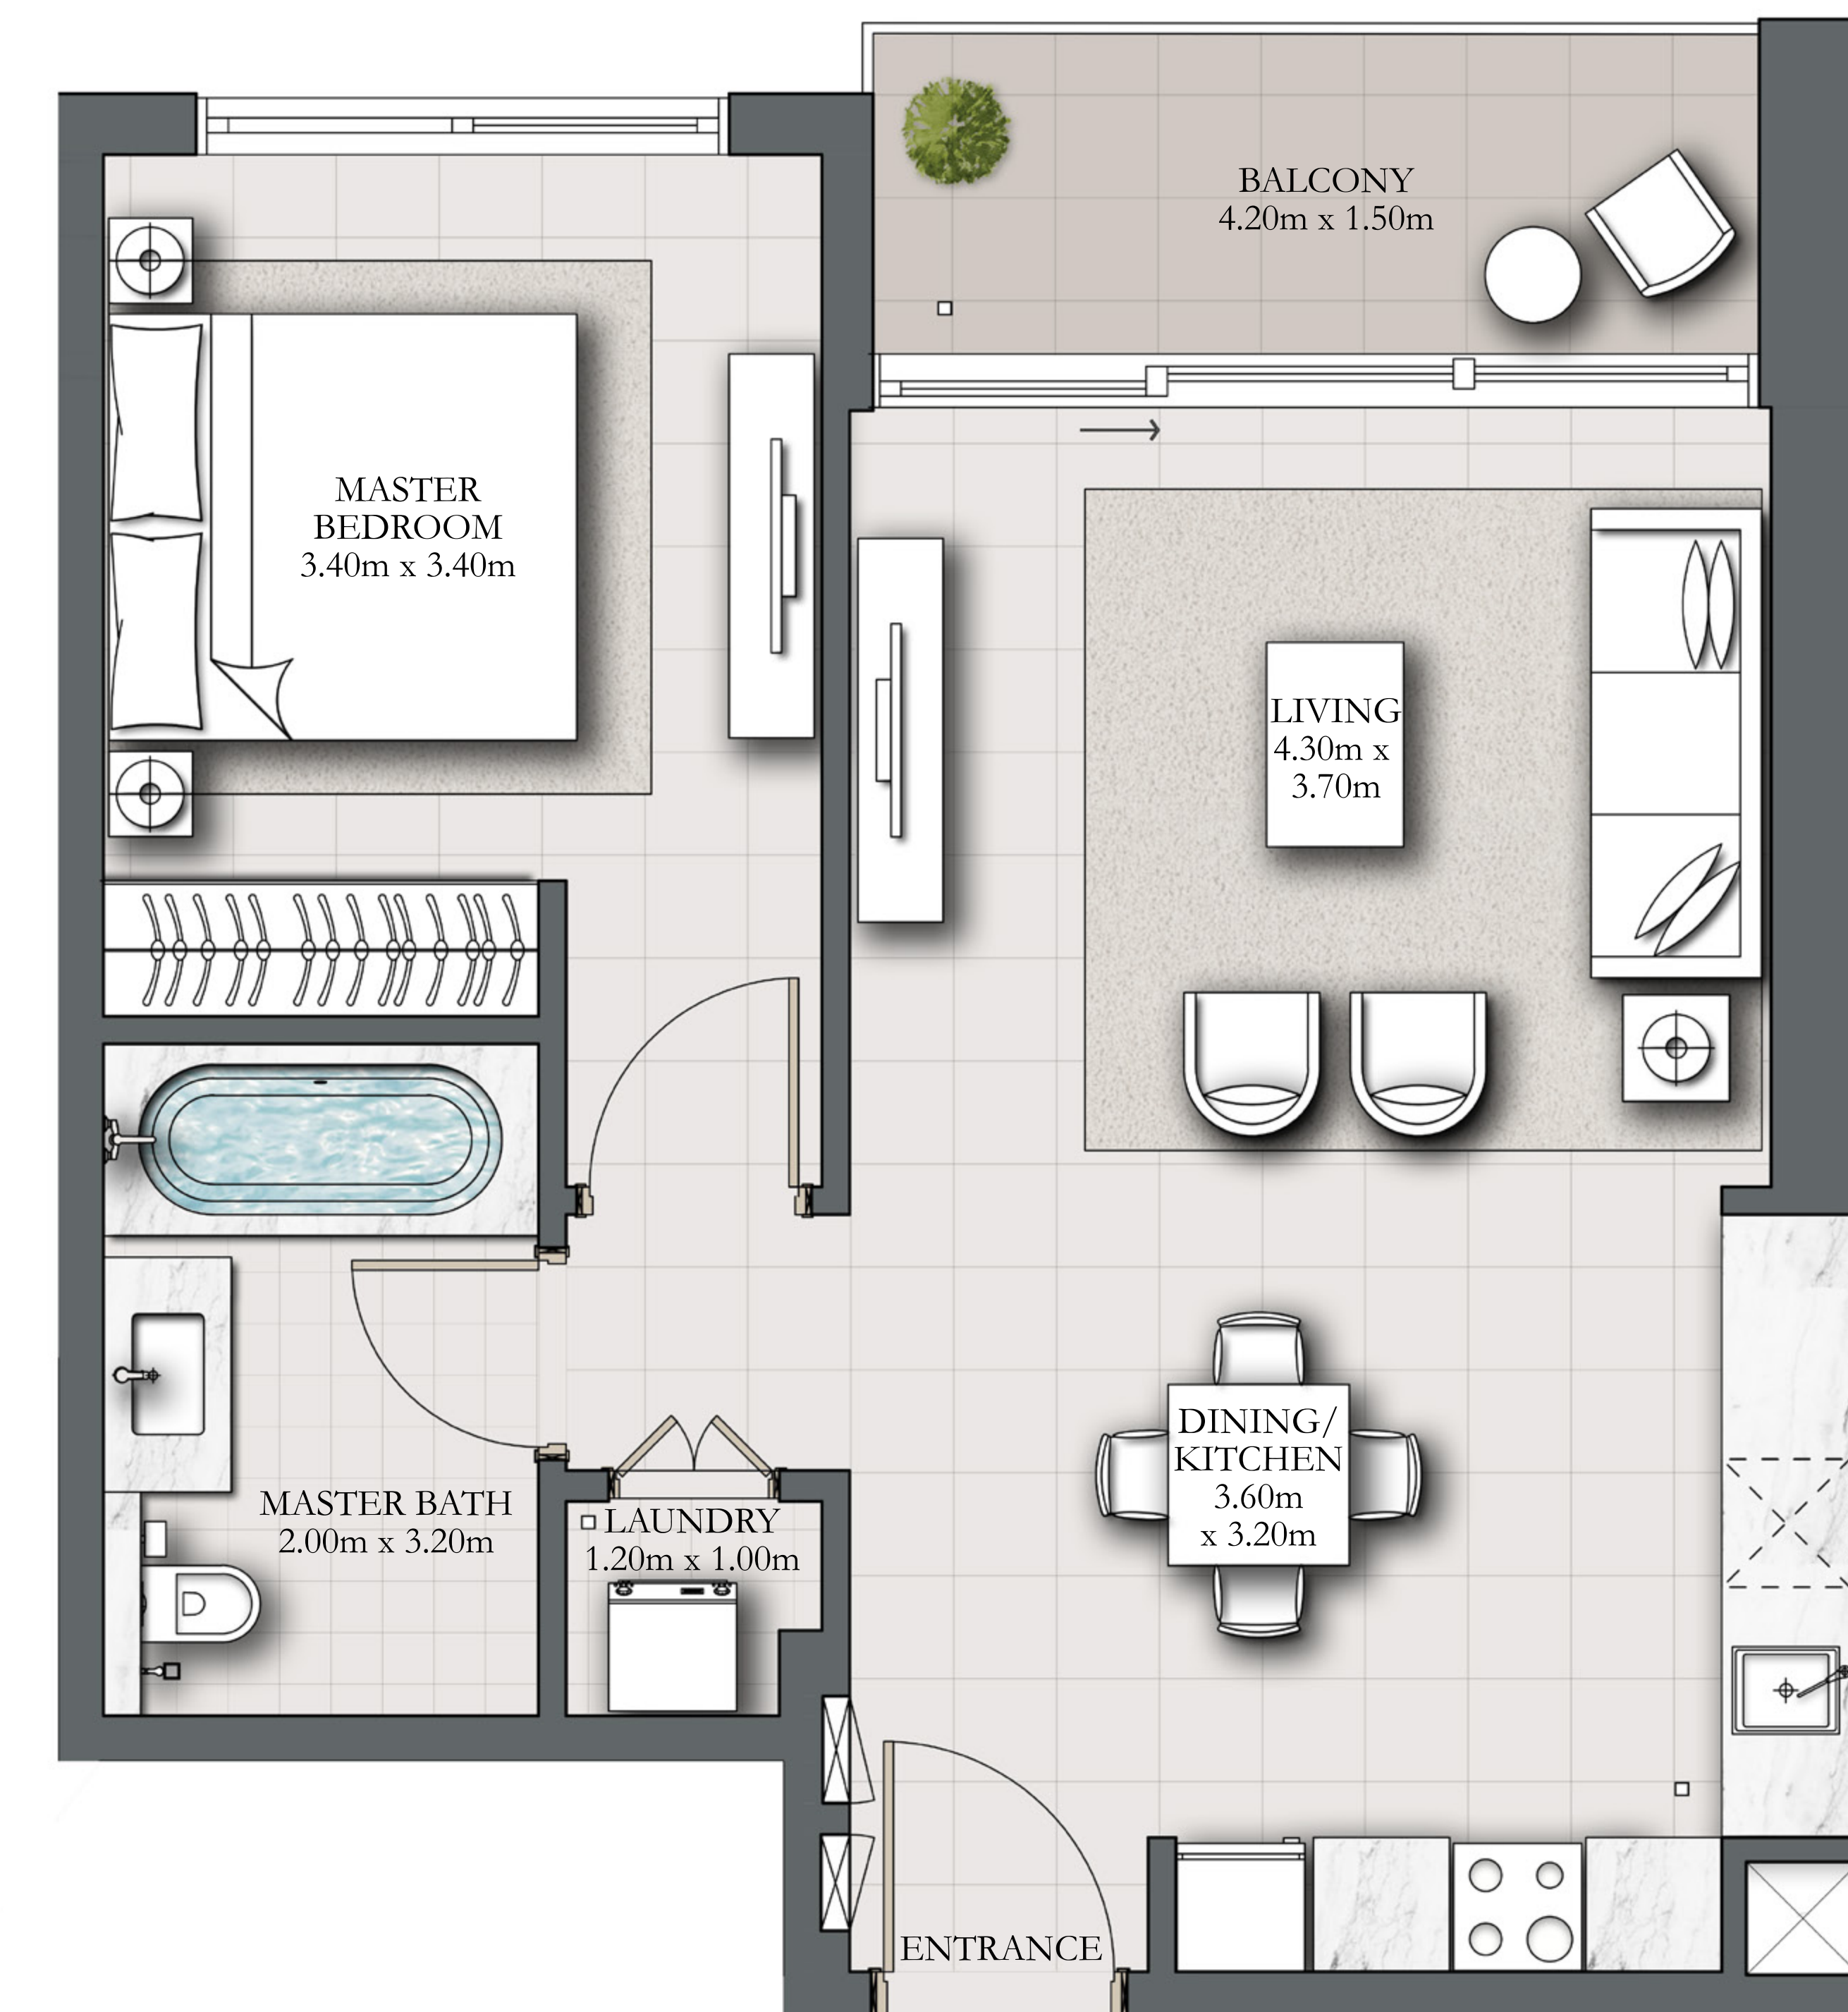 BALCONY
4.20m x 1.50m
MASTER
BEDROOM
3.40m x 3.40m
LIVING
4.30m x
3.70m
DINING/
KITCHEN
3.60m
x 3.20m
MASTER BATH
2.00m x 3.20m
LAUNDRY
1.20m x 1.00m
ENTRANCE